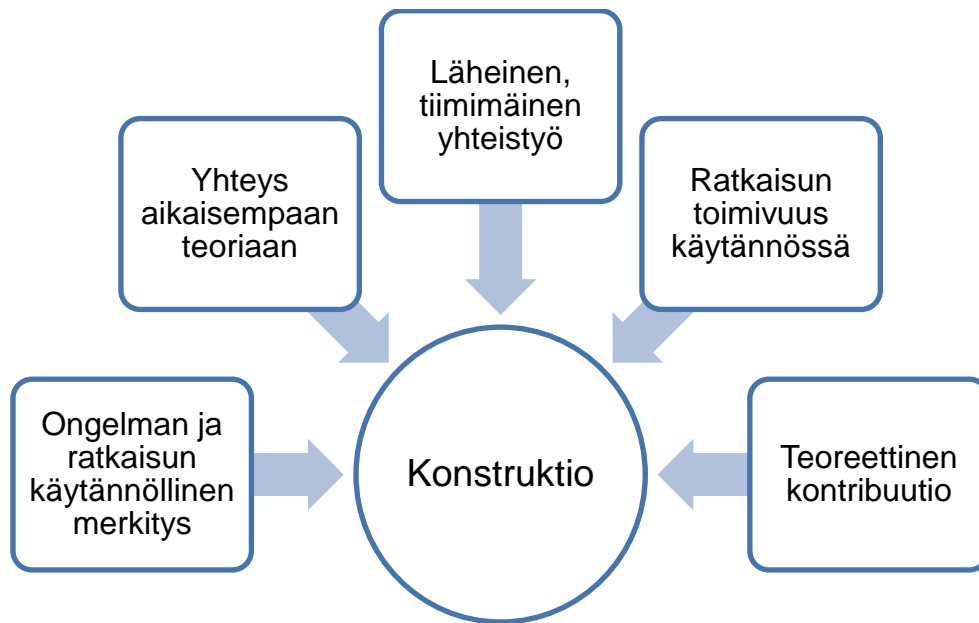 Läheinen,
tiimimäinen
yhteistyö
Yhteys
aikaisempaan
teoriaan
Ratkaisun
toimivuus
käytännössä
Ongelman ja
ratkaisun
käytännöllinen
merkitys
Konstruktio
Teoreettinen
kontribuutio